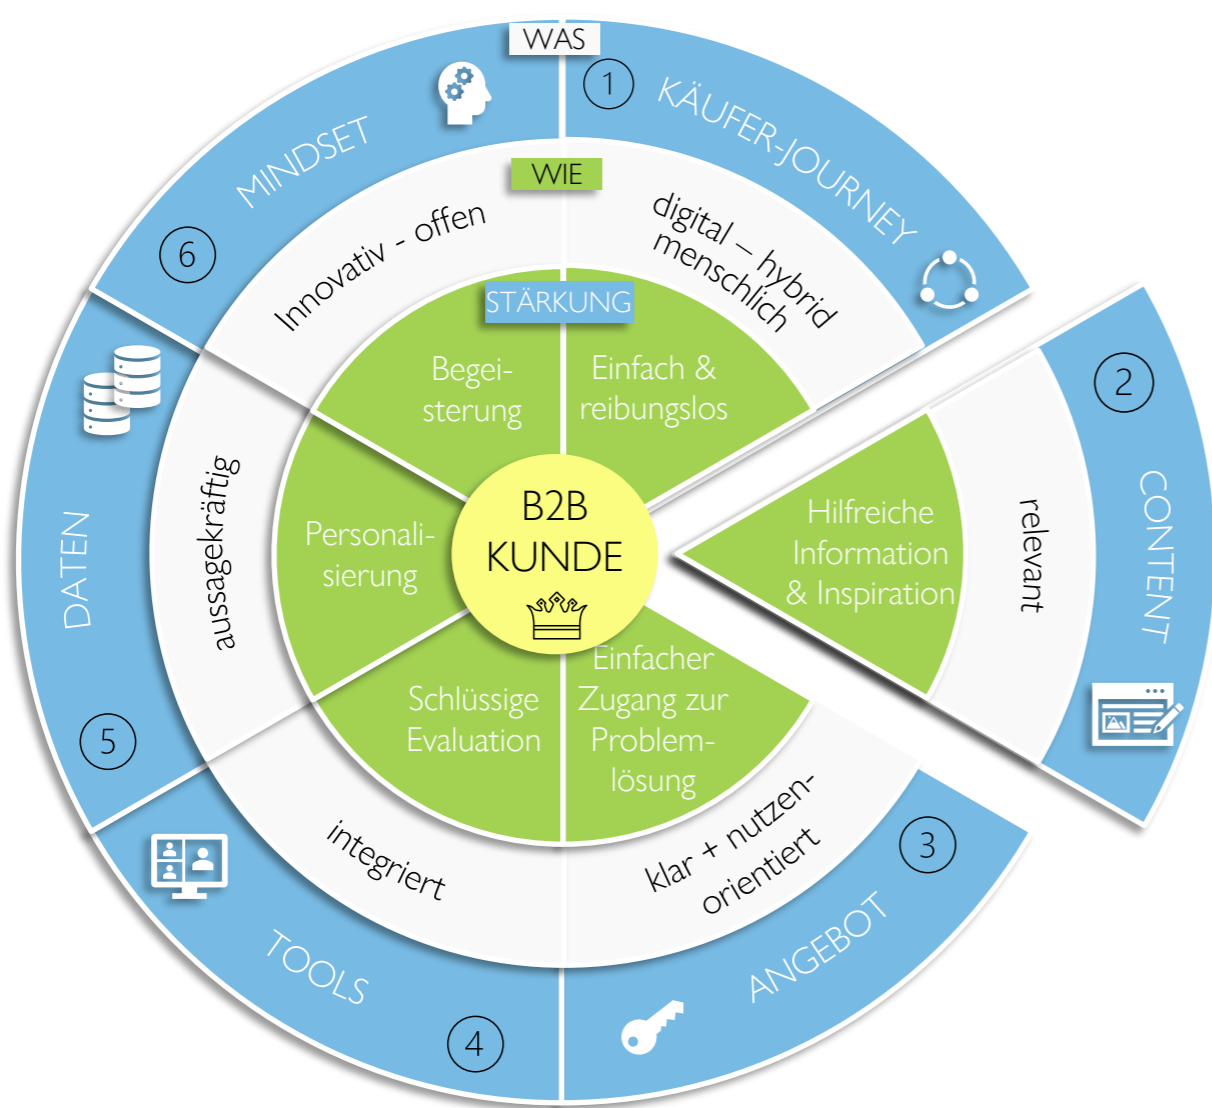 WAS
WIE
STÄRKUNG
B2B
KUNDE
1
KÄUFER-JOURNEY
digital – hybrid
menschlich
Einfach &
reibungslos
2
CONTENT
relevant
Hilfreiche
Information
& Inspiration
3
ANGEBOT
klar + nutzen-
orientiert
Einfacher
Zugang zur
Problem-
lösung
4
TOOLS
integriert
Schlüssige
Evaluation
5
DATEN
aussagekräftig
Personali-
sierung
6
MINDSET
Innovativ - offen
Begei-
sterung